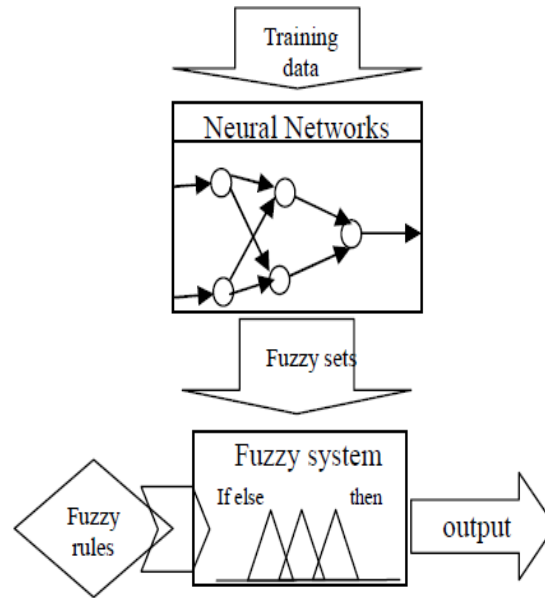 Training
data
Neural Networks
Fuzzy sets
Fuzzy system
If else then
Fuzzy
rules
output